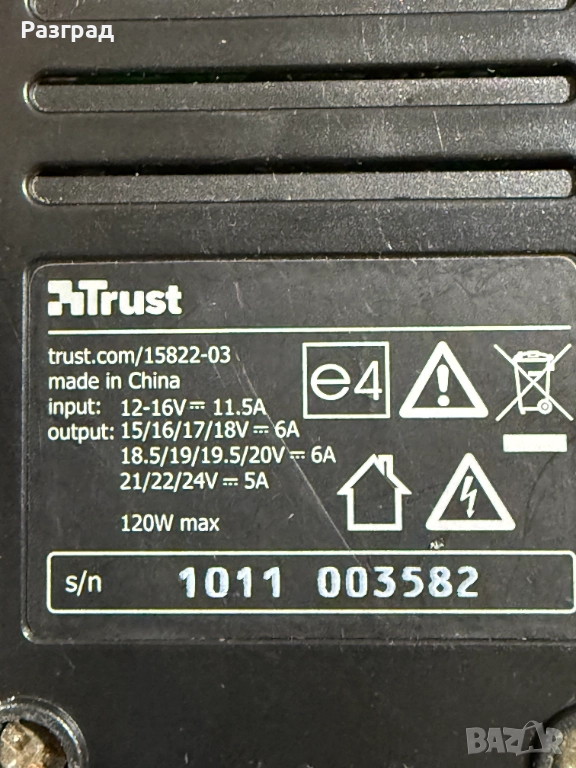 Разград
Trust
trust.com/15822-03
made in China
input: 12-16V⎓ 11.5A
output: 15/16/17/18V⎓ 6A
18.5/19/19.5/20V⎓ 6A
21/22/24V⎓ 5A
120W max
e4
s/n 1011 003582
BAZAR